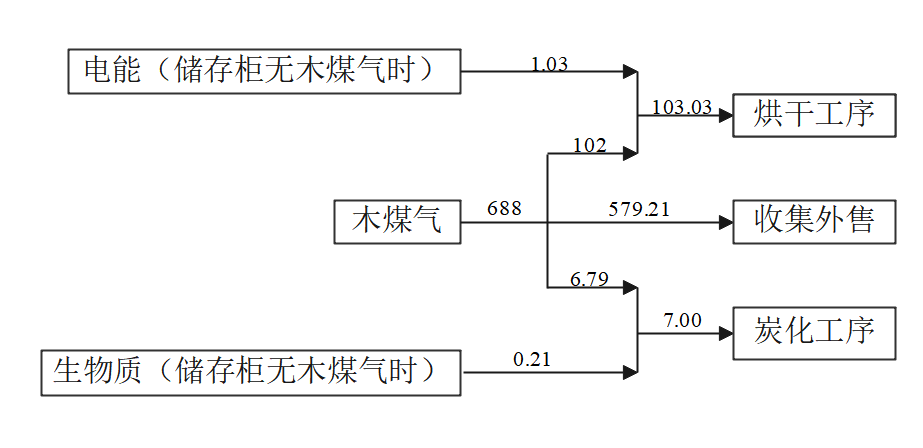 电能（储存柜无木煤气时）
1.03
103.03
烘干工序
102
木煤气
688
579.21
收集外售
6.79
7.00
炭化工序
生物质（储存柜无木煤气时）
0.21